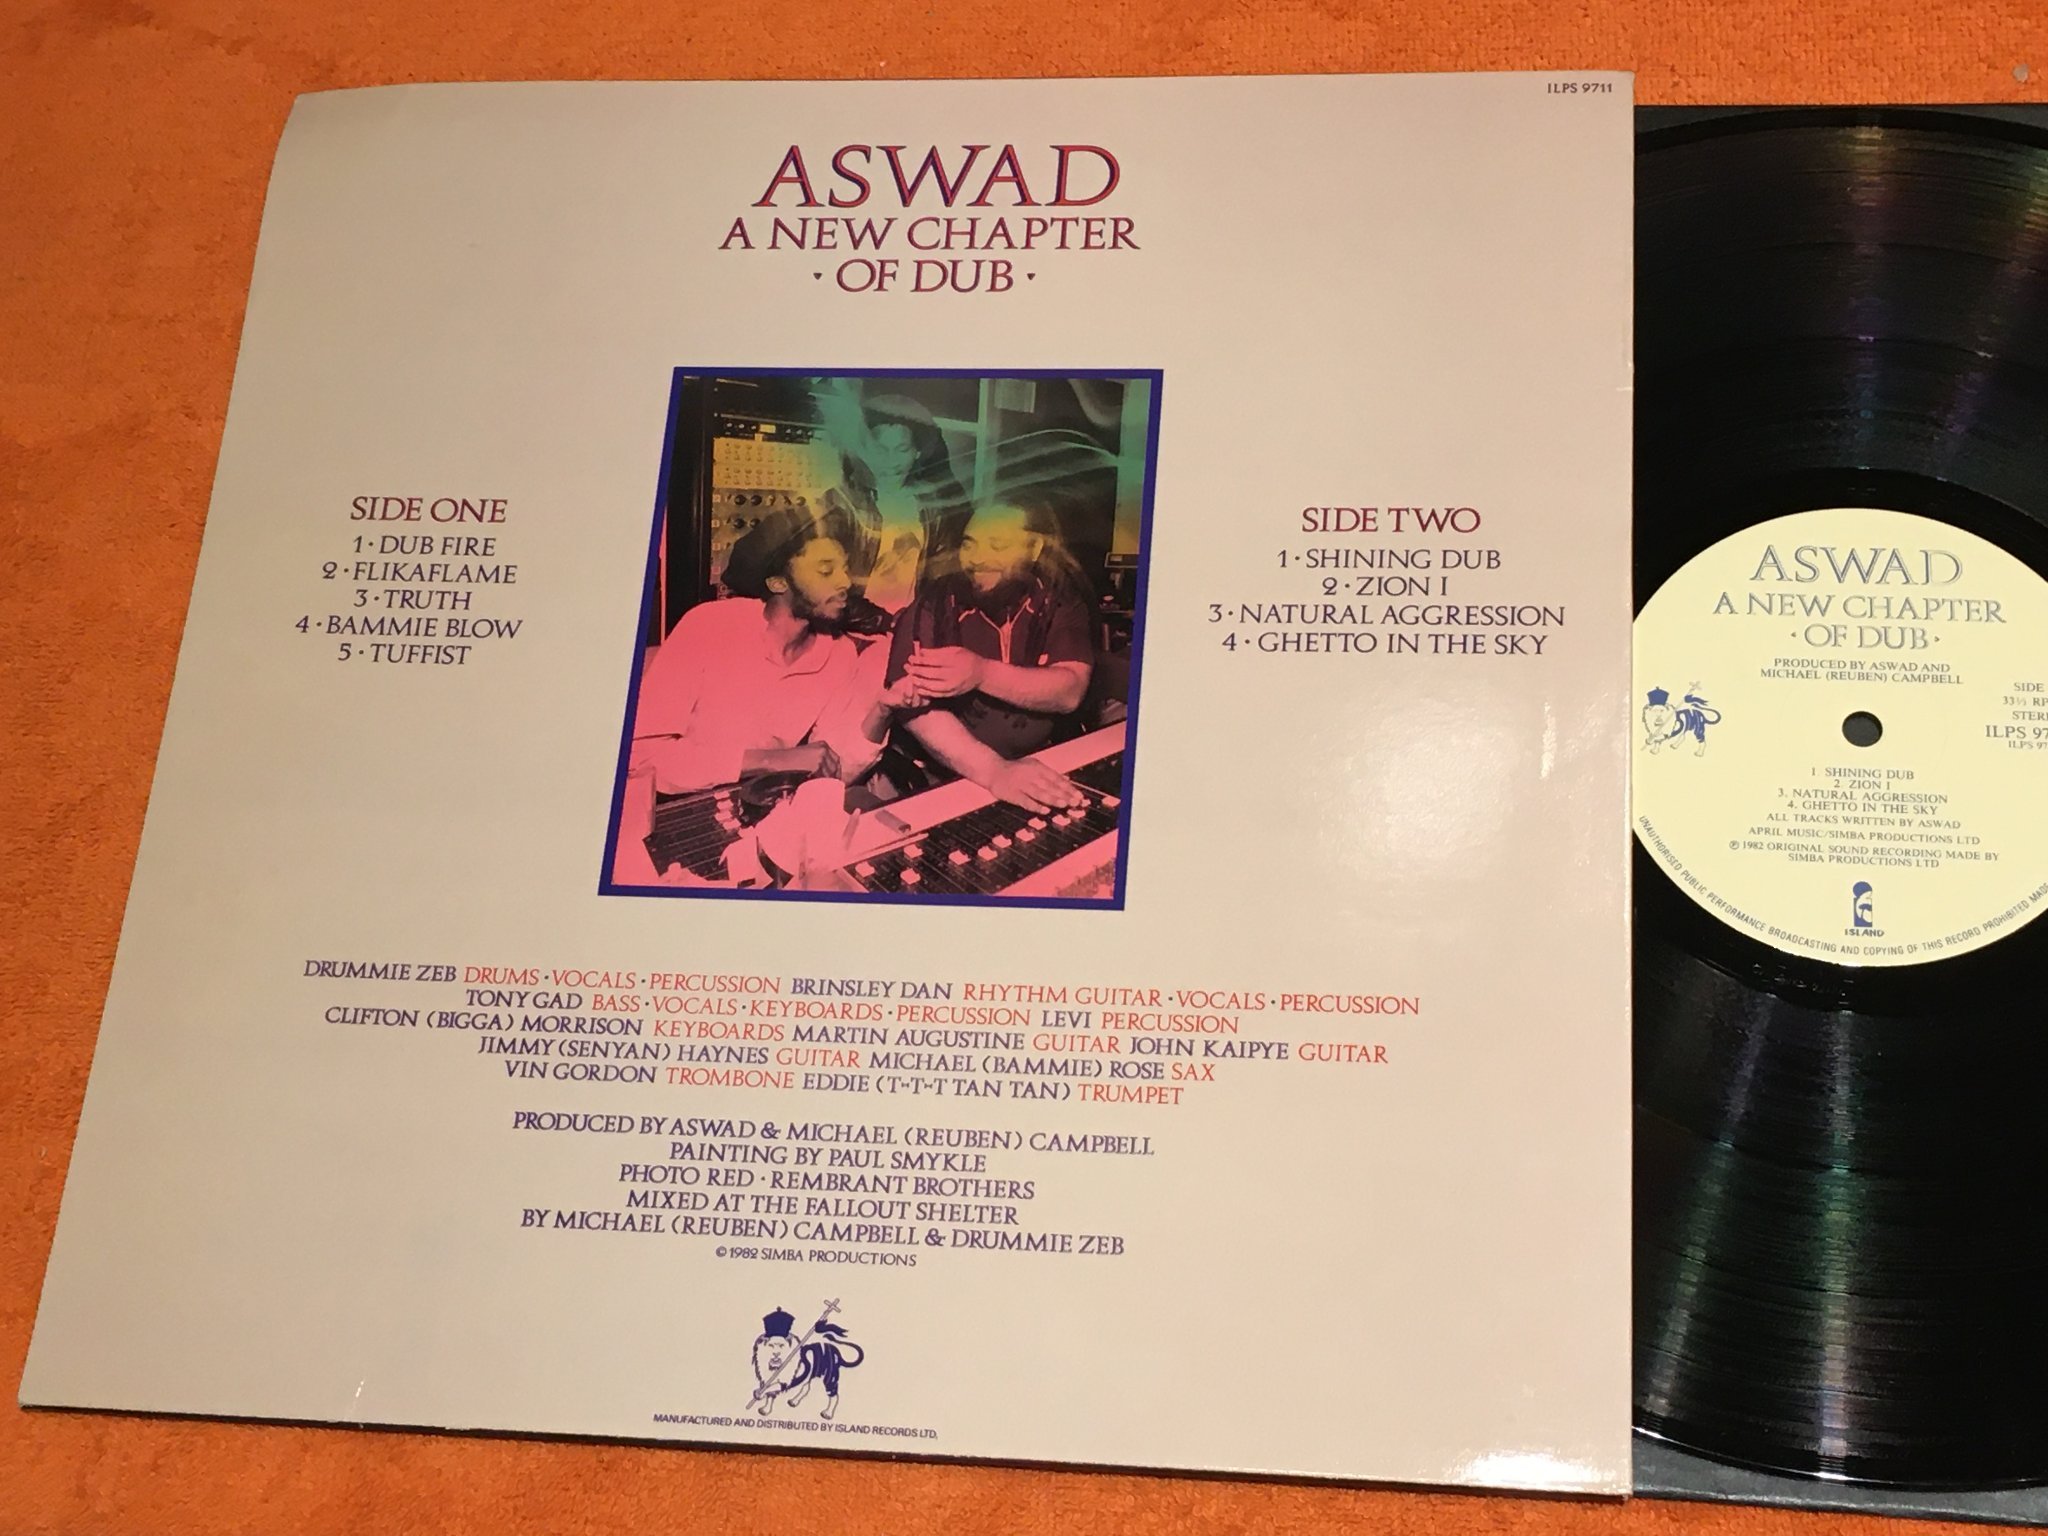 ILPS 9711
ASWAD
A NEW CHAPTER
· OF DUB ·
SIDE ONE
1 · DUB FIRE
2 · FLIKAFLAME
3 · TRUTH
4 · BAMMIE BLOW
5 · TUFFIST
SIDE TWO
1 · SHINING DUB
2 · ZION I
3 · NATURAL AGGRESSION
4 · GHETTO IN THE SKY
DRUMMIE ZEB DRUMS · VOCALS · PERCUSSION BRINSLEY DAN RHYTHM GUITAR · VOCALS · PERCUSSION
TONY GAD BASS · VOCALS · KEYBOARDS · PERCUSSION LEVI PERCUSSION
CLIFTON (BIGGA) MORRISON KEYBOARDS MARTIN AUGUSTINE GUITAR JOHN KAIPYE GUITAR
JIMMY (SENYAN) HAYNES GUITAR MICHAEL (BAMMIE) ROSE SAX
VIN GORDON TROMBONE EDDIE (T-T-T TAN TAN) TRUMPET
PRODUCED BY ASWAD & MICHAEL (REUBEN) CAMPBELL
PAINTING BY PAUL SMYKLE
PHOTO RED · REMBRANT BROTHERS
MIXED AT THE FALLOUT SHELTER
BY MICHAEL (REUBEN) CAMPBELL & DRUMMIE ZEB
© 1982 SIMBA PRODUCTIONS
MANUFACTURED AND DISTRIBUTED BY ISLAND RECORDS LTD.
ASWAD
A NEW CHAPTER
· OF DUB ·
PRODUCED BY ASWAD AND
MICHAEL (REUBEN) CAMPBELL
SIDE
33⅓
ILPS
ILPS
1. SHINING DUB
2. ZION I
3. NATURAL AGGRESSION
4. GHETTO IN THE SKY
ALL TRACKS WRITTEN BY ASWAD
APRIL MUSIC/SIMBA PRODUCTIONS LTD
℗ 1982 ORIGINAL SOUND RECORDING MADE BY
SIMBA PRODUCTIONS LTD
ISLAND
UNAUTHORISED PUBLIC PERFORMANCE BROADCASTING AND COPYING OF THIS RECORD PROHIBITED